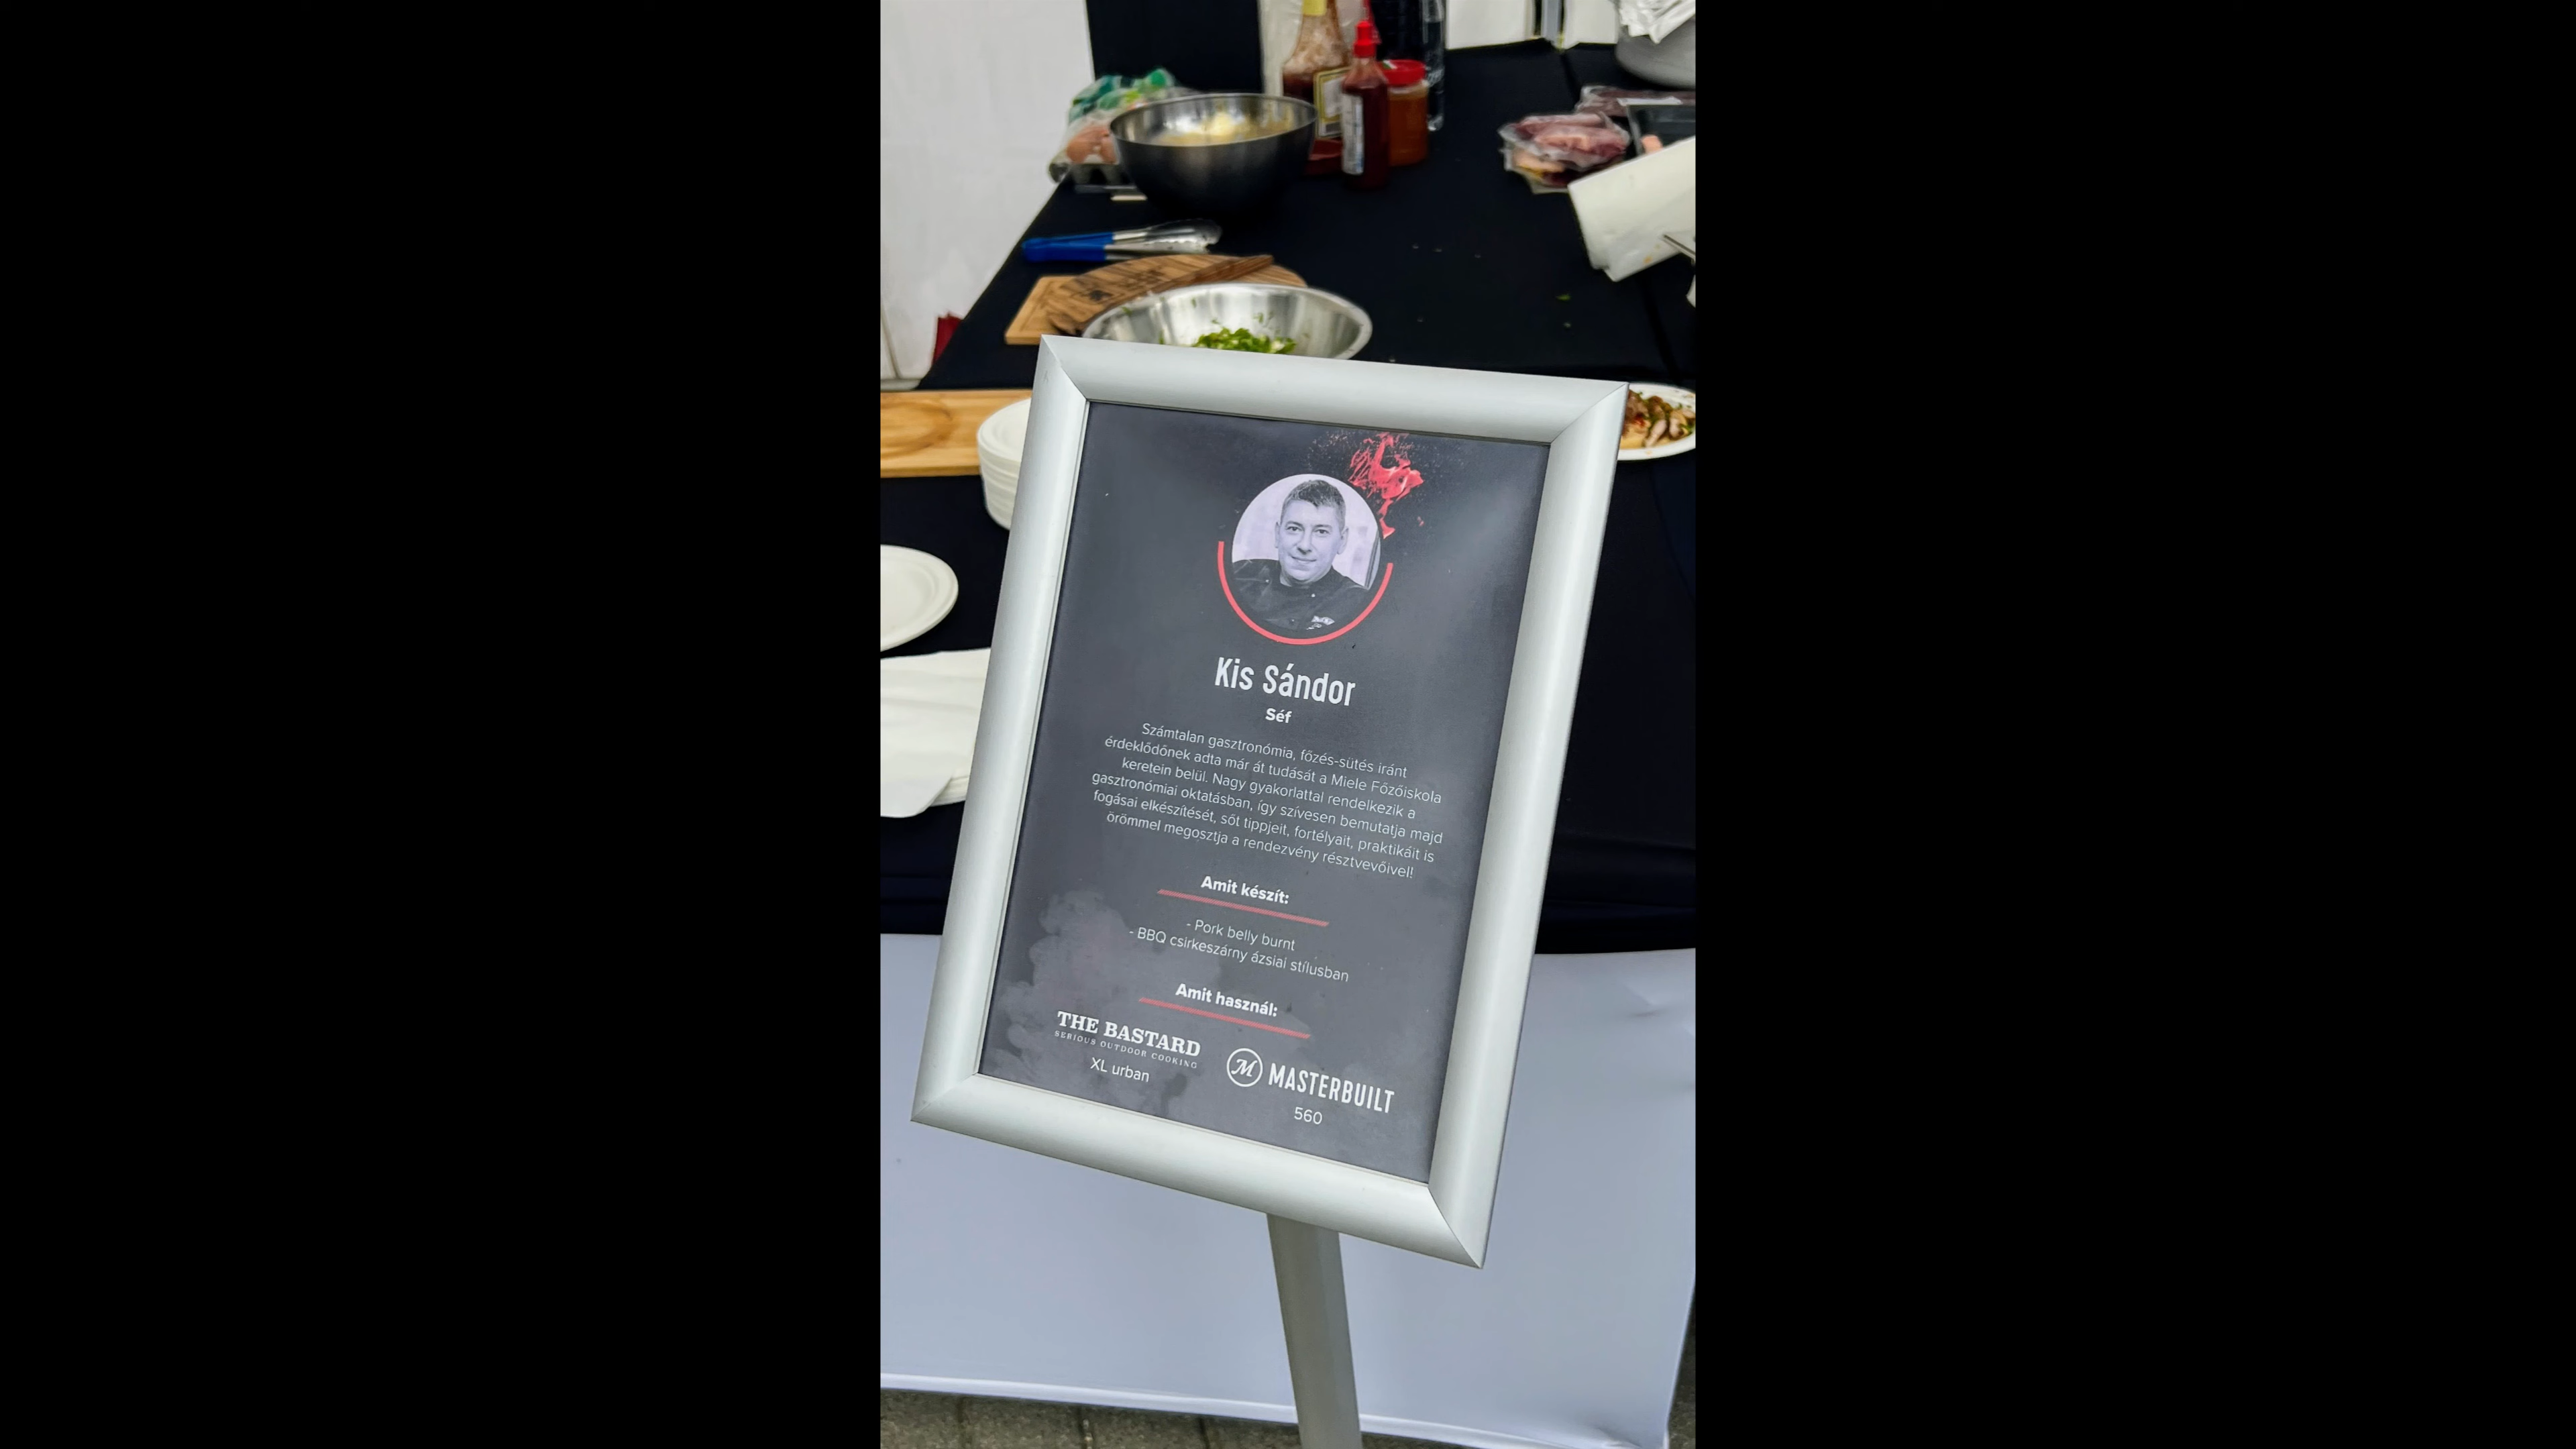 Kis Sándor
Séf
Számtalan gasztronómia, főzés-sütés iránt
érdeklődőnek adta már át tudását a Miele Főzőiskola
keretein belül. Nagy gyakorlattal rendelkezik a
gasztronómiai oktatásban, így szívesen bemutatja majd
fogásai elkészítését, sőt tippjeit, fortélyait, praktikáit is
örömmel megosztja a rendezvény résztvevőivel!
Amit készít:
- Pork belly burnt
- BBQ csirkeszárny ázsiai stílusban
Amit használ:
THE BASTARD
SERIOUS OUTDOOR COOKING
XL urban
M MASTERBUILT
560